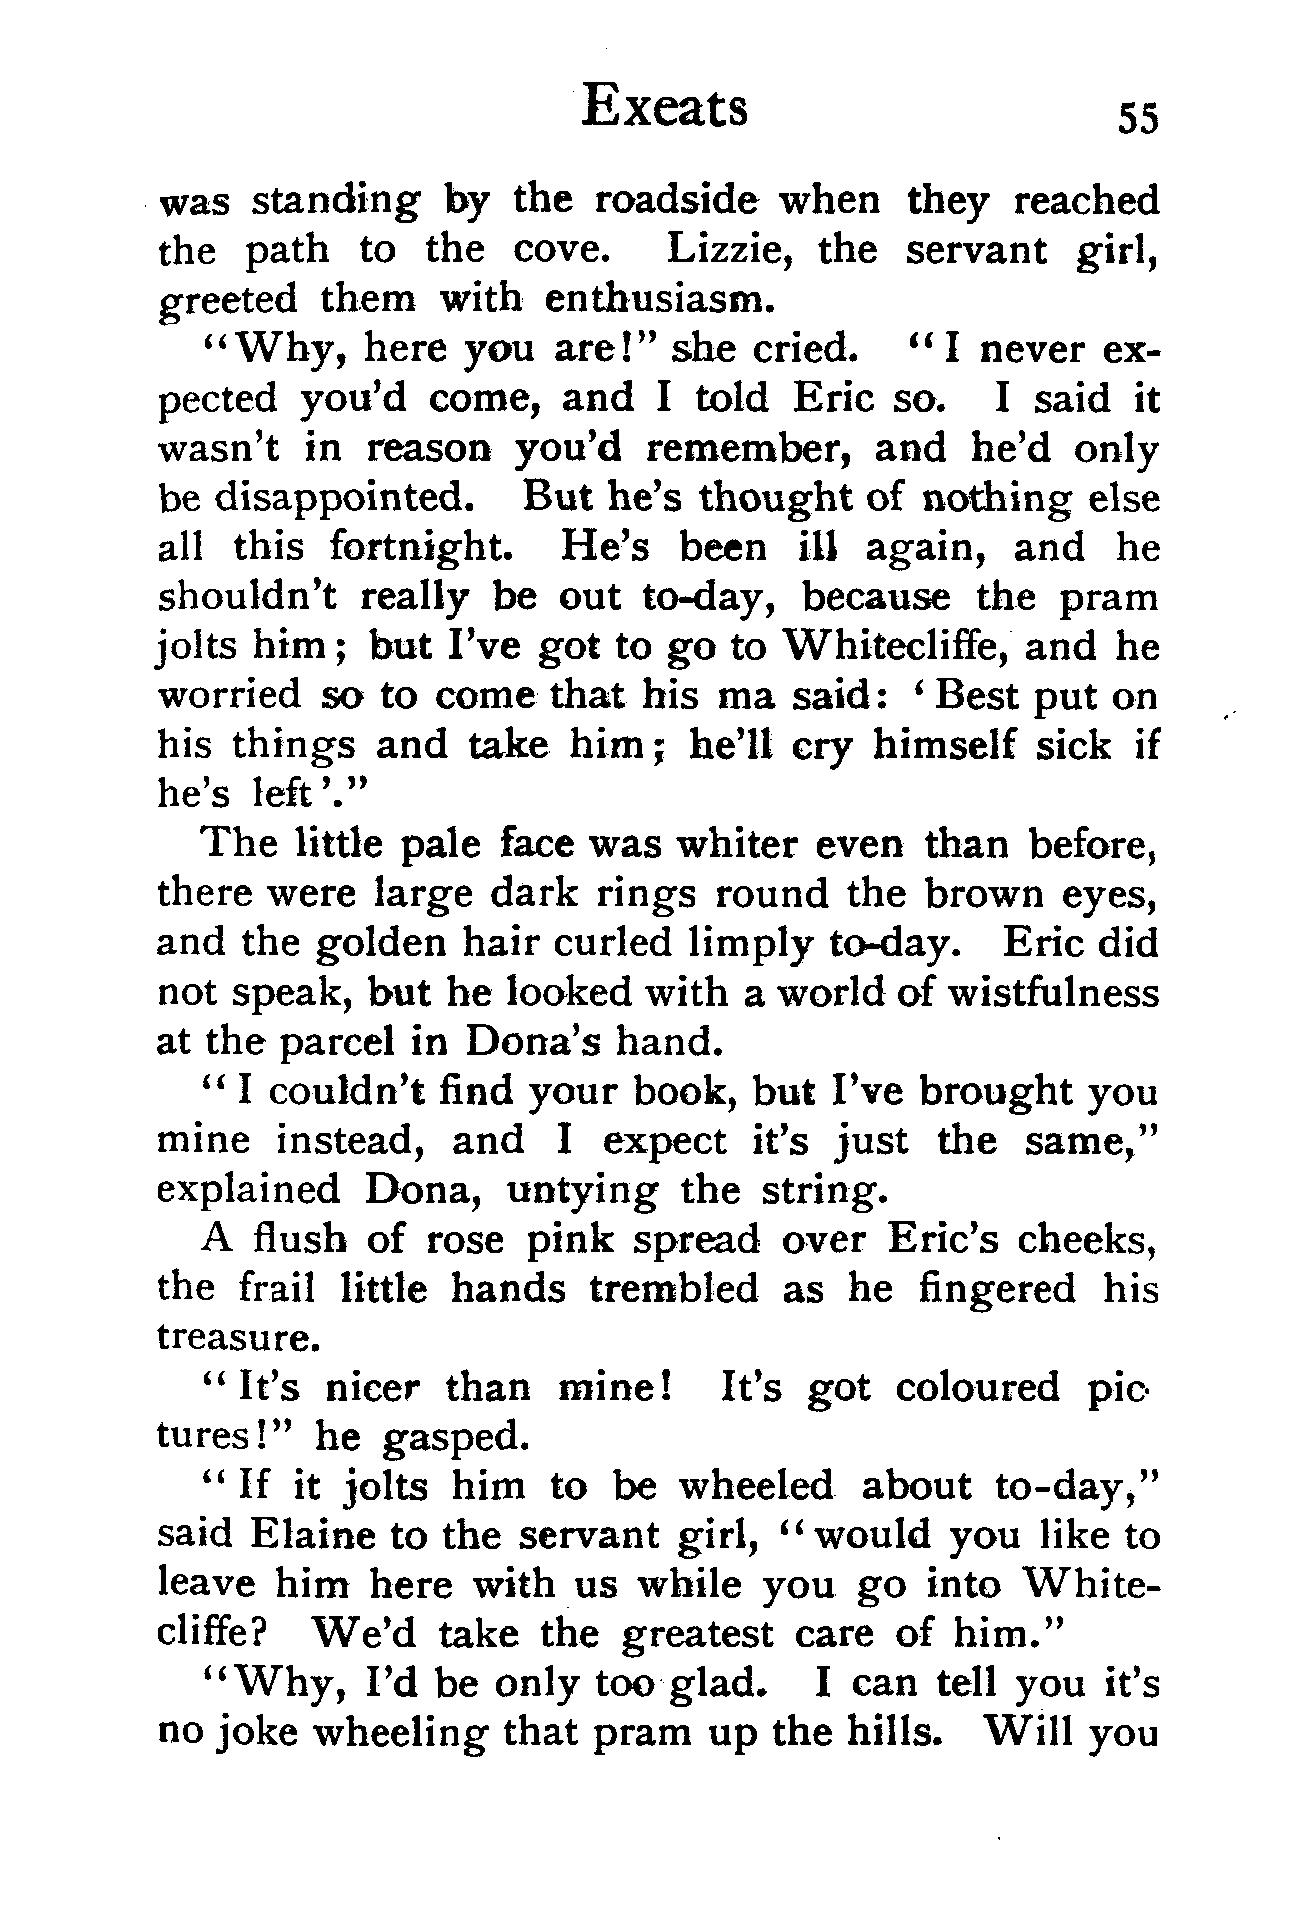 Exeats
55
was standing by the roadside when they reached
the path to the cove. Lizzie, the servant girl,
greeted them with enthusiasm.
"Why, here you are!" she cried. "I never ex-
pected you'd come, and I told Eric so. I said it
wasn't in reason you'd remember, and he'd only
be disappointed. But he's thought of nothing else
all this fortnight. He's been ill again, and he
shouldn't really be out to-day, because the pram
jolts him; but I've got to go to Whitecliffe, and he
worried so to come that his ma said: 'Best put on
his things and take him; he'll cry himself sick if
he's left'."
The little pale face was whiter even than before,
there were large dark rings round the brown eyes,
and the golden hair curled limply to-day. Eric did
not speak, but he looked with a world of wistfulness
at the parcel in Dona's hand.
"I couldn't find your book, but I've brought you
mine instead, and I expect it's just the same,"
explained Dona, untying the string.
A flush of rose pink spread over Eric's cheeks,
the frail little hands trembled as he fingered his
treasure.
"It's nicer than mine! It's got coloured pic-
tures!" he gasped.
"If it jolts him to be wheeled about to-day,"
said Elaine to the servant girl, "would you like to
leave him here with us while you go into White-
cliffe? We'd take the greatest care of him."
"Why, I'd be only too glad. I can tell you it's
no joke wheeling that pram up the hills. Will you